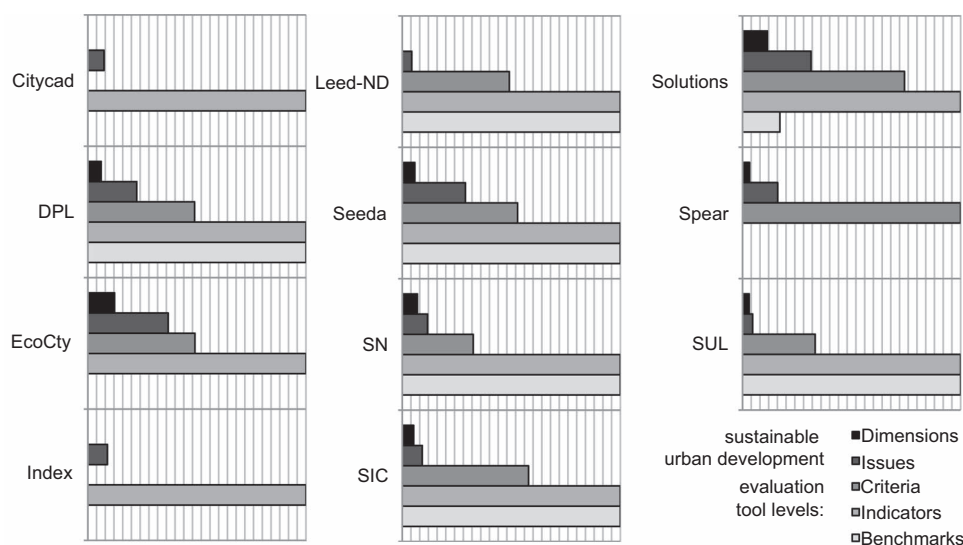 Citycad
DPL
EcoCty
Index
Leed-ND
Seeda
SN
SIC
Solutions
Spear
SUL
sustainable
urban development
evaluation
tool levels:
Dimensions
Issues
Criteria
Indicators
Benchmarks